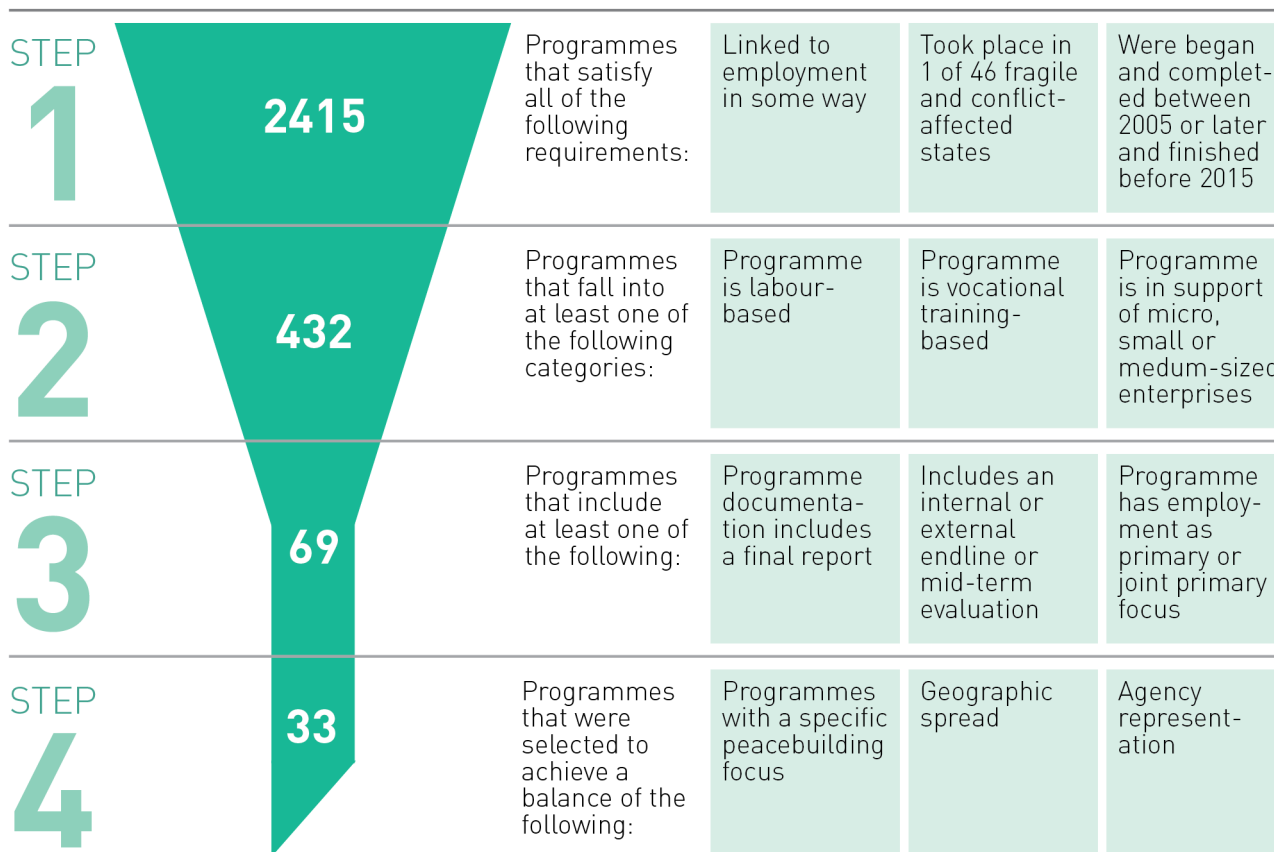 STEP
1
2415
Programmes
that satisfy
all of the
following
requirements:
Linked to
employment
in some way
Took place in
1 of 46 fragile
and conflict-
affected
states
Were began
and complet-
ed between
2005 or later
and finished
before 2015
STEP
2
432
Programmes
that fall into
at least one of
the following
categories:
Programme
is labour-
based
Programme
is vocational
training-
based
Programme
is in support
of micro,
small or
medum-sized
enterprises
STEP
3
69
Programmes
that include
at least one of
the following:
Programme
documenta-
tion includes
a final report
Includes an
internal or
external
endline or
mid-term
evaluation
Programme
has employ-
ment as
primary or
joint primary
focus
STEP
4
33
Programmes
that were
selected to
achieve a
balance of the
following:
Programmes
with a specific
peacebuilding
focus
Geographic
spread
Agency
represent-
ation